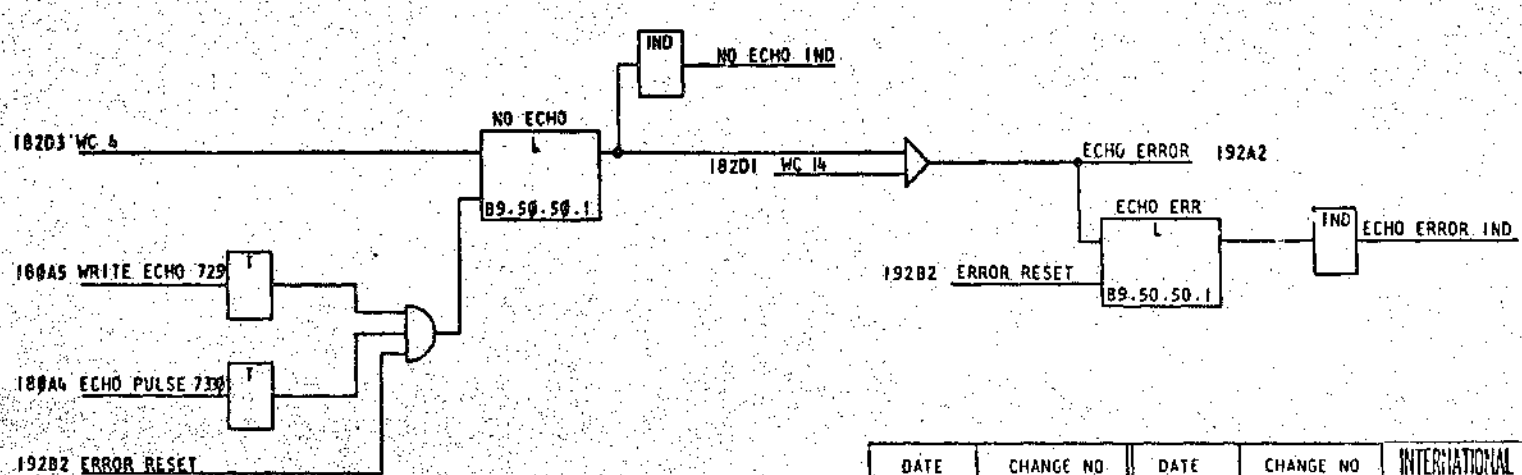 IND
NO ECHO IND
NO ECHO
182D3 WC 4
L
B9.50.50.1
182D1 WC 14
ECHO ERROR 192A2
ECHO ERR
L
IND
ECHO ERROR IND
192B2 ERROR RESET
B9.50.50.1
180A5 WRITE ECHO 729
T
180A4 ECHO PULSE 730
T
192B2 ERROR RESET
DATE CHANGE NO DATE CHANGE NO INTERNATIONAL